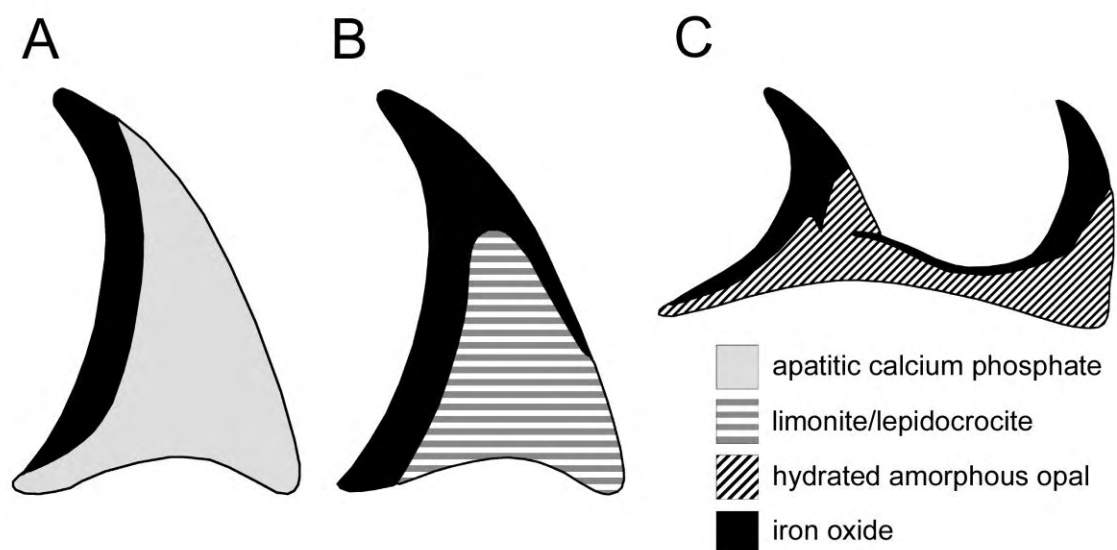 A
B
C
apatitic calcium phosphate
limonite/lepidocrocite
hydrated amorphous opal
iron oxide